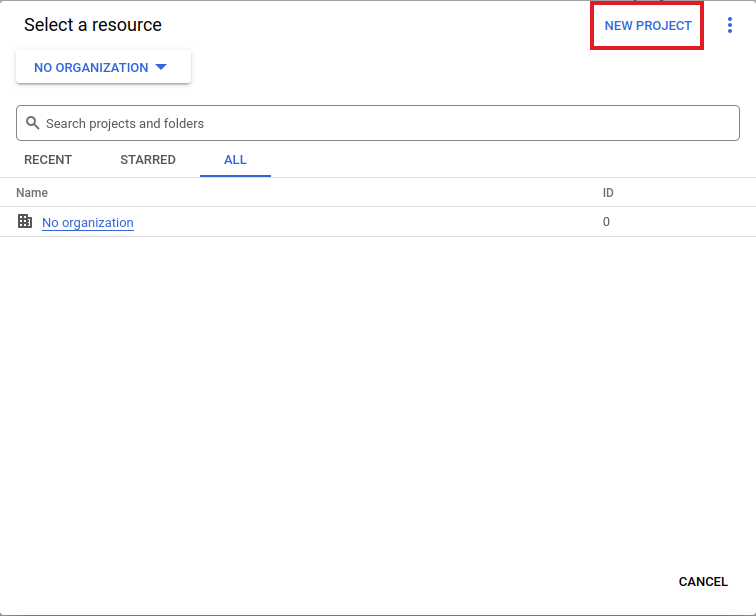 Select a resource
NEW PROJECT
NO ORGANIZATION
Search projects and folders
RECENT STARRED ALL
Name ID
No organization 0
CANCEL